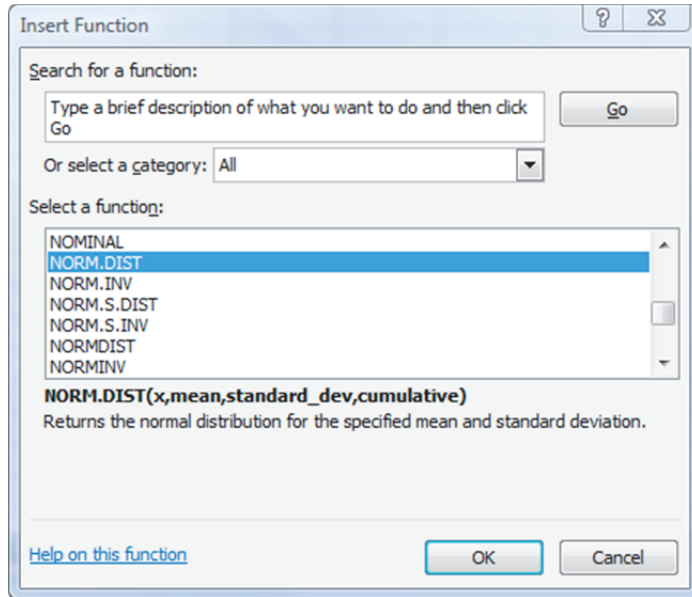 Insert Function
Search for a function:
Type a brief description of what you want to do and then click
Go
Go
Or select a category: All
Select a function:
NOMINAL
NORM.DIST
NORM.INV
NORM.S.DIST
NORM.S.INV
NORMDIST
NORMINV
NORM.DIST(x,mean,standard_dev,cumulative)
Returns the normal distribution for the specified mean and standard deviation.
Help on this function
OK
Cancel